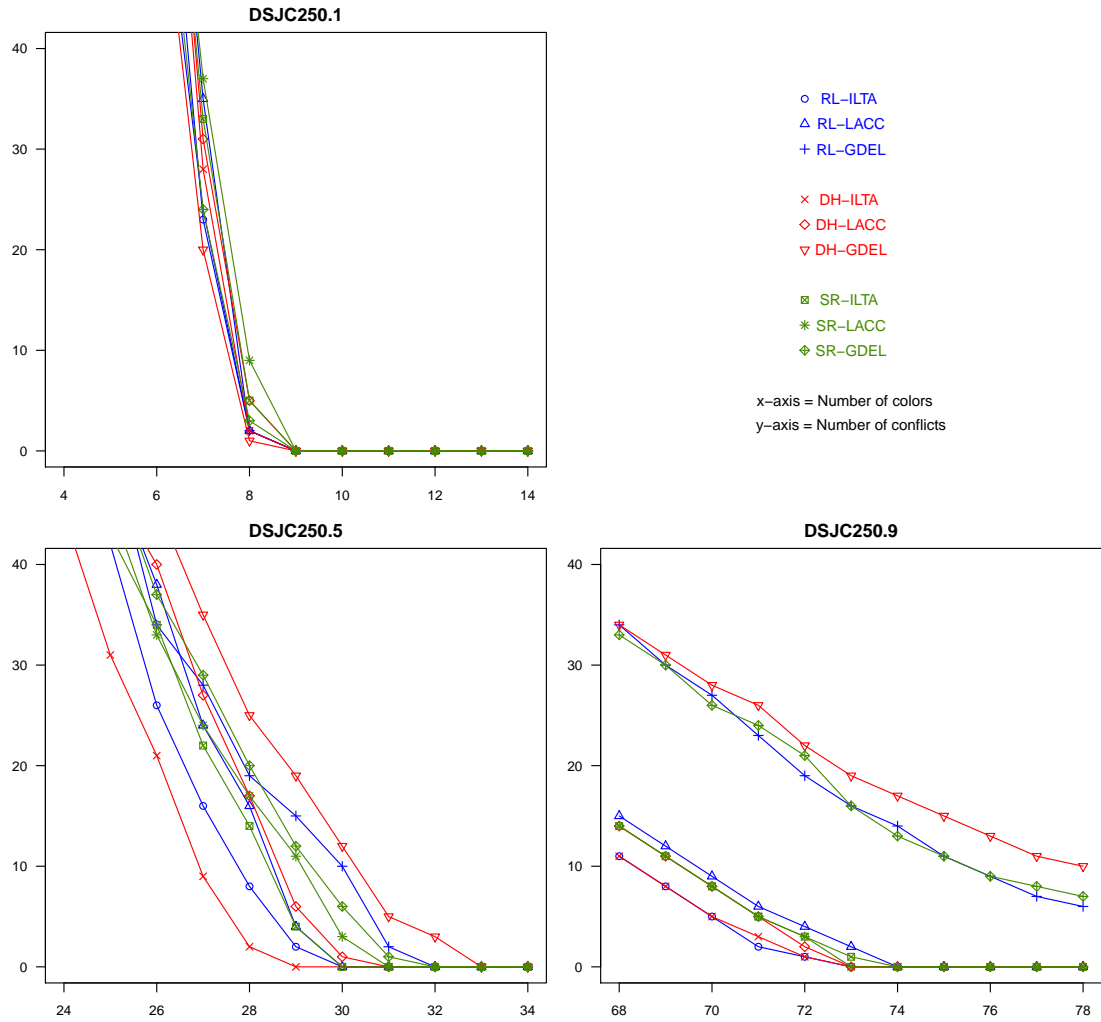 DSJC250.1
40
30
20
10
0
4 6 8 10 12 14
RL−ILTA
RL−LACC
RL−GDEL
DH−ILTA
DH−LACC
DH−GDEL
SR−ILTA
SR−LACC
SR−GDEL
x−axis = Number of colors
y−axis = Number of conflicts
DSJC250.5
40
30
20
10
0
24 26 28 30 32 34
DSJC250.9
40
30
20
10
0
68 70 72 74 76 78